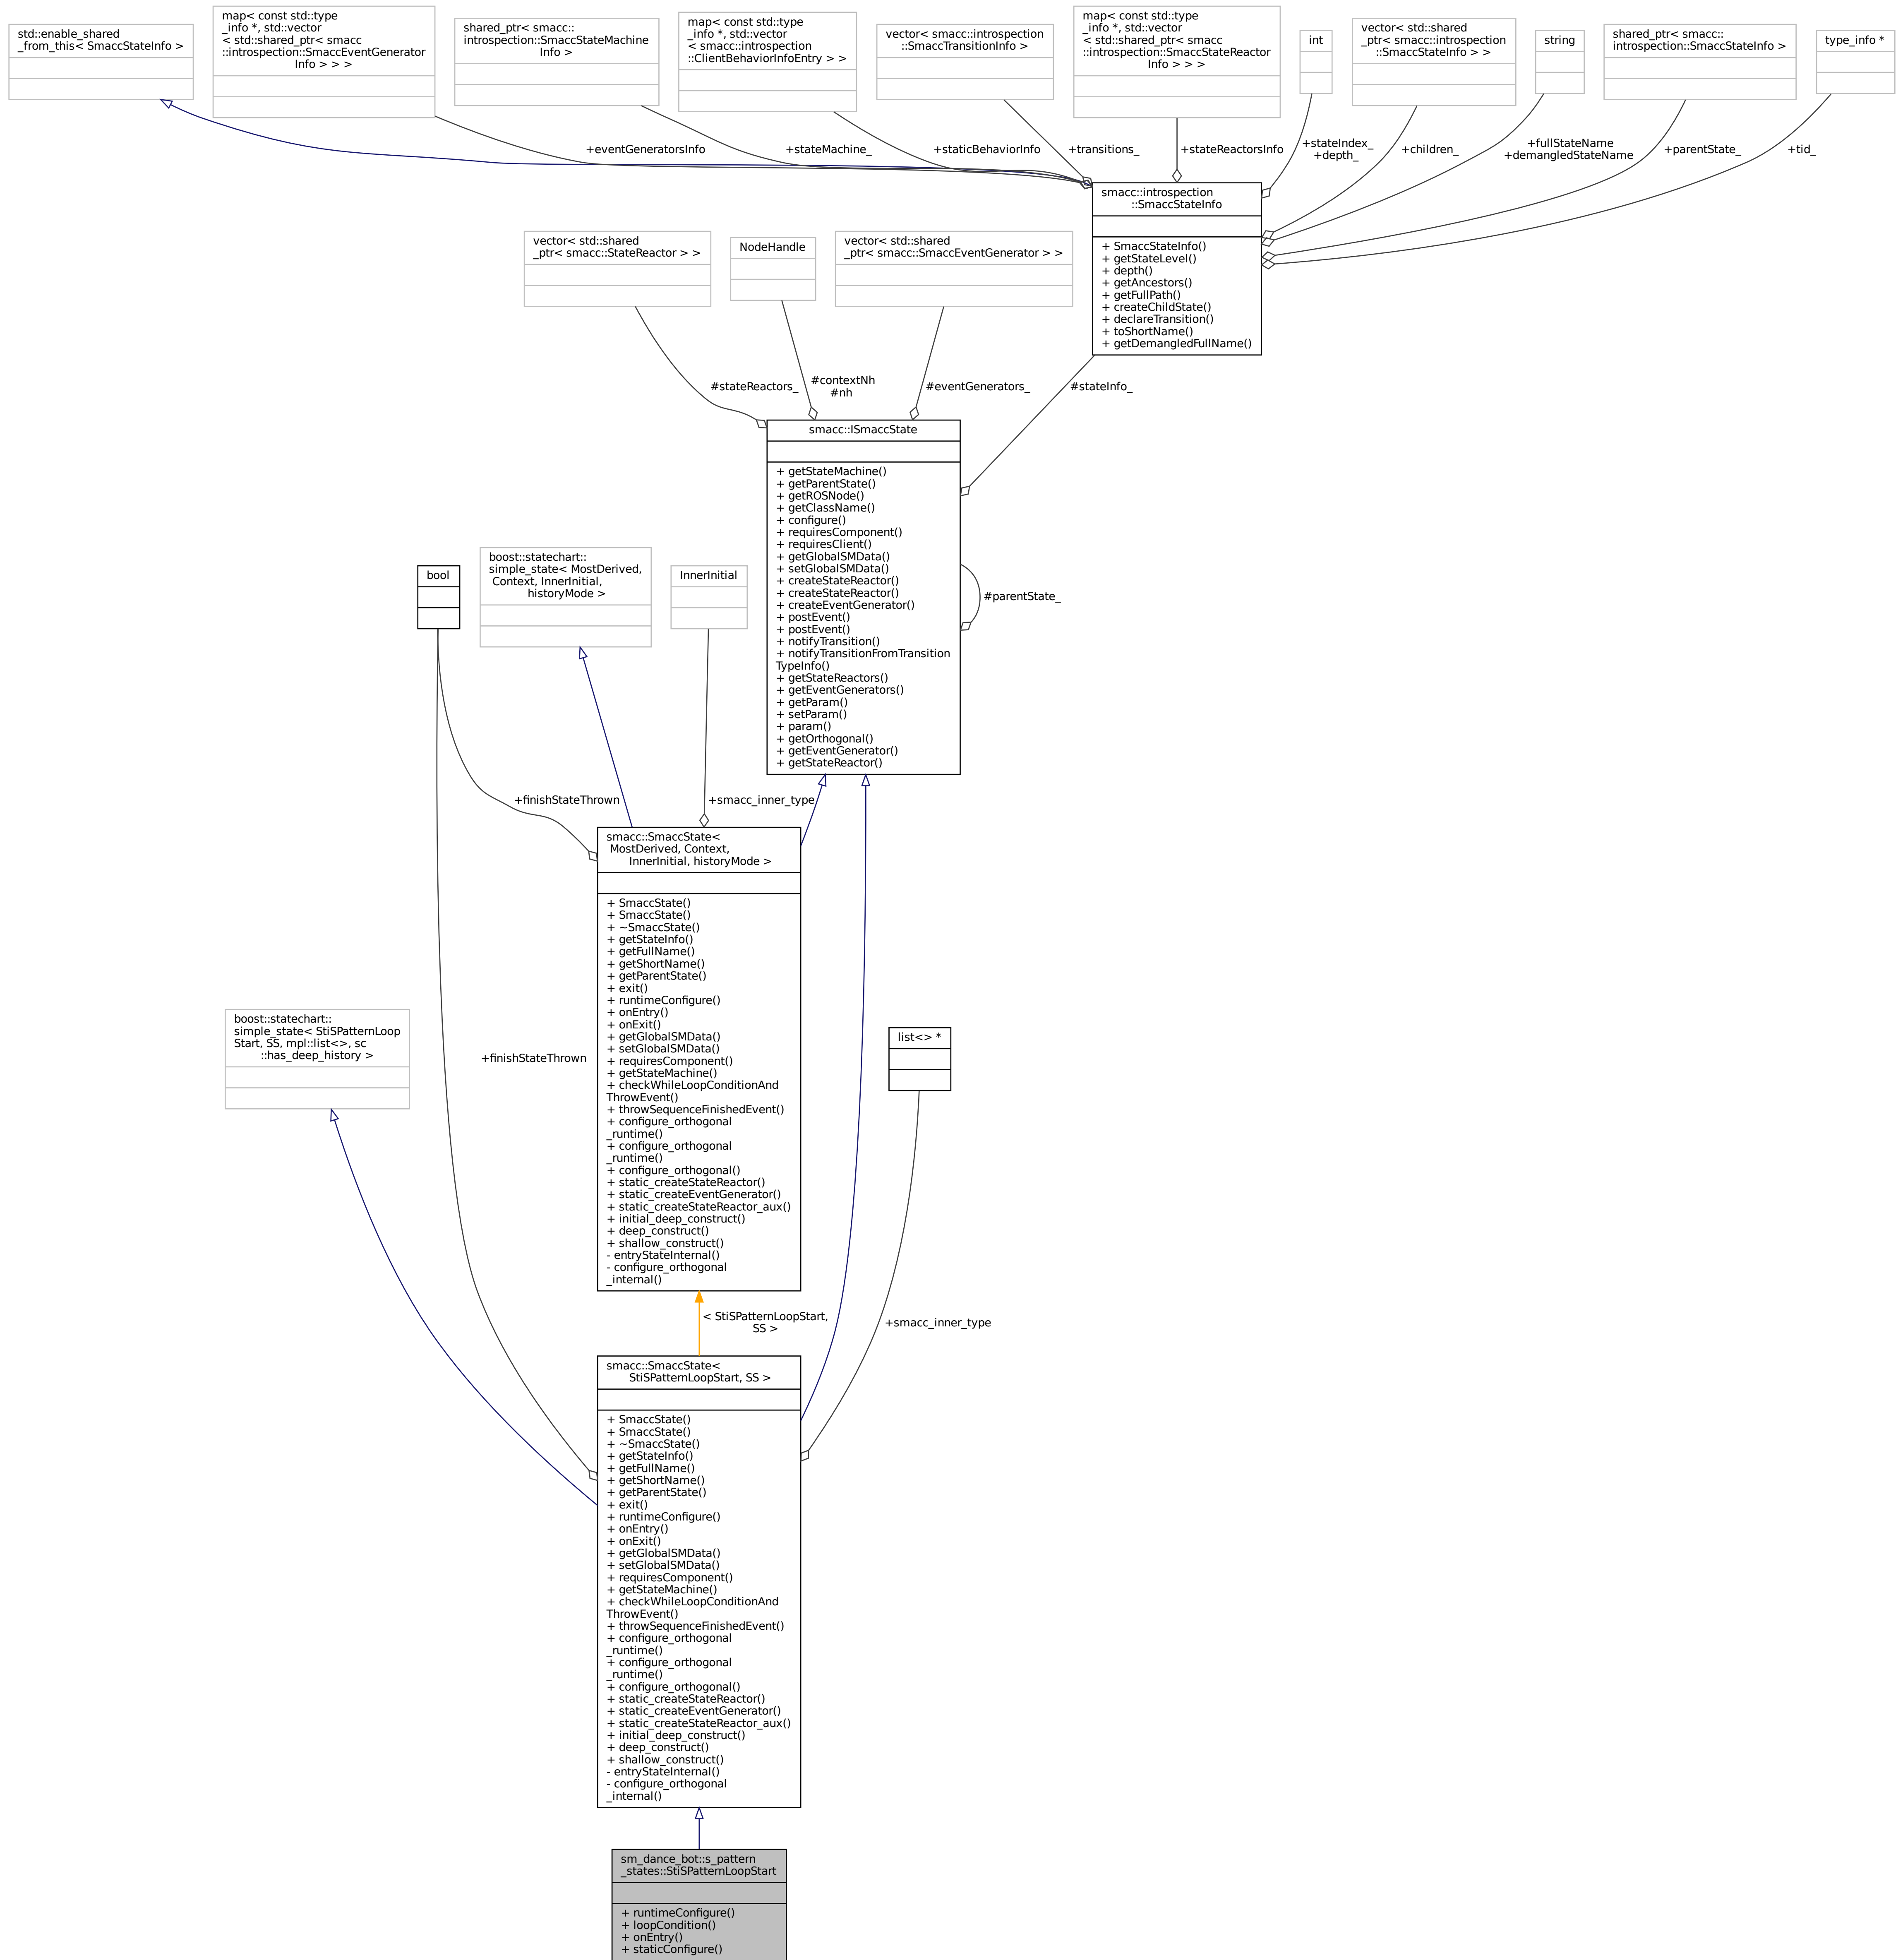 std::enable_shared
_from_this< SmaccStateInfo >
map< const std::type
_info *, std::vector
< std::shared_ptr< smacc
::introspection::SmaccEventGenerator
Info > > >
shared_ptr< smacc::
introspection::SmaccStateMachine
Info >
map< const std::type
_info *, std::vector
< smacc::introspection
::ClientBehaviorInfoEntry > >
vector< smacc::introspection
::SmaccTransitionInfo >
map< const std::type
_info *, std::vector
< std::shared_ptr< smacc
::introspection::SmaccStateReactor
Info > > >
int
vector< std::shared
_ptr< smacc::introspection
::SmaccStateInfo > >
string
shared_ptr< smacc::
introspection::SmaccStateInfo >
type_info *
+eventGeneratorsInfo
+stateMachine_
+staticBehaviorInfo
+transitions_
+stateReactorsInfo
+stateIndex_
+depth_
+children_
+fullStateName
+demangledStateName
+parentState_
+tid_
smacc::introspection
::SmaccStateInfo
+ SmaccStateInfo()
+ getStateLevel()
+ depth()
+ getAncestors()
+ getFullPath()
+ createChildState()
+ declareTransition()
+ toShortName()
+ getDemangledFullName()
vector< std::shared
_ptr< smacc::StateReactor > >
NodeHandle
vector< std::shared
_ptr< smacc::SmaccEventGenerator > >
#stateReactors_
#contextNh
#nh
#eventGenerators_
#stateInfo_
smacc::ISmaccState
+ getStateMachine()
+ getParentState()
+ getROSNode()
+ getClassName()
+ configure()
+ requiresComponent()
+ requiresClient()
+ getGlobalSMData()
+ setGlobalSMData()
+ createStateReactor()
+ createStateReactor()
+ createEventGenerator()
+ postEvent()
+ postEvent()
+ notifyTransition()
+ notifyTransitionFromTransition
TypeInfo()
+ getStateReactors()
+ getEventGenerators()
+ getParam()
+ setParam()
+ param()
+ getOrthogonal()
+ getEventGenerator()
+ getStateReactor()
#parentState_
bool
boost::statechart::
simple_state< MostDerived,
Context, InnerInitial,
historyMode >
InnerInitial
+finishStateThrown
+smacc_inner_type
smacc::SmaccState<
MostDerived, Context,
InnerInitial, historyMode >
+ SmaccState()
+ SmaccState()
+ ~SmaccState()
+ getStateInfo()
+ getFullName()
+ getShortName()
+ getParentState()
+ exit()
+ runtimeConfigure()
+ onEntry()
+ onExit()
+ getGlobalSMData()
+ setGlobalSMData()
+ requiresComponent()
+ getStateMachine()
+ checkWhileLoopConditionAnd
ThrowEvent()
+ throwSequenceFinishedEvent()
+ configure_orthogonal
_runtime()
+ configure_orthogonal
_runtime()
+ configure_orthogonal()
+ static_createStateReactor()
+ static_createEventGenerator()
+ static_createStateReactor_aux()
+ initial_deep_construct()
+ deep_construct()
+ shallow_construct()
- entryStateInternal()
- configure_orthogonal
_internal()
boost::statechart::
simple_state< StiSPatternLoop
Start, SS, mpl::list<>, sc
::has_deep_history >
+finishStateThrown
list<> *
< StiSPatternLoopStart,
SS >
+smacc_inner_type
smacc::SmaccState<
StiSPatternLoopStart, SS >
+ SmaccState()
+ SmaccState()
+ ~SmaccState()
+ getStateInfo()
+ getFullName()
+ getShortName()
+ getParentState()
+ exit()
+ runtimeConfigure()
+ onEntry()
+ onExit()
+ getGlobalSMData()
+ setGlobalSMData()
+ requiresComponent()
+ getStateMachine()
+ checkWhileLoopConditionAnd
ThrowEvent()
+ throwSequenceFinishedEvent()
+ configure_orthogonal
_runtime()
+ configure_orthogonal
_runtime()
+ configure_orthogonal()
+ static_createStateReactor()
+ static_createEventGenerator()
+ static_createStateReactor_aux()
+ initial_deep_construct()
+ deep_construct()
+ shallow_construct()
- entryStateInternal()
- configure_orthogonal
_internal()
sm_dance_bot::s_pattern
_states::StiSPatternLoopStart
+ runtimeConfigure()
+ loopCondition()
+ onEntry()
+ staticConfigure()